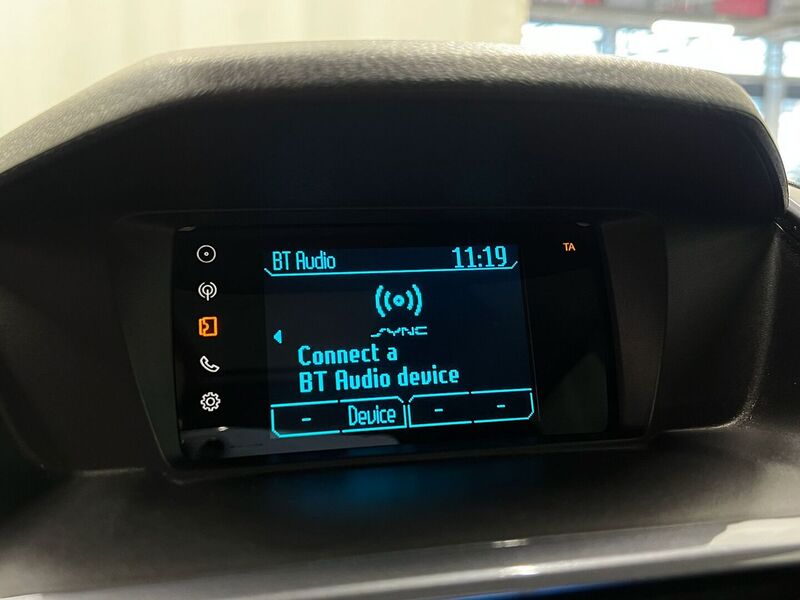 BT Audio 11:19
TA
SYNC
Connect a
BT Audio device
- Device - -